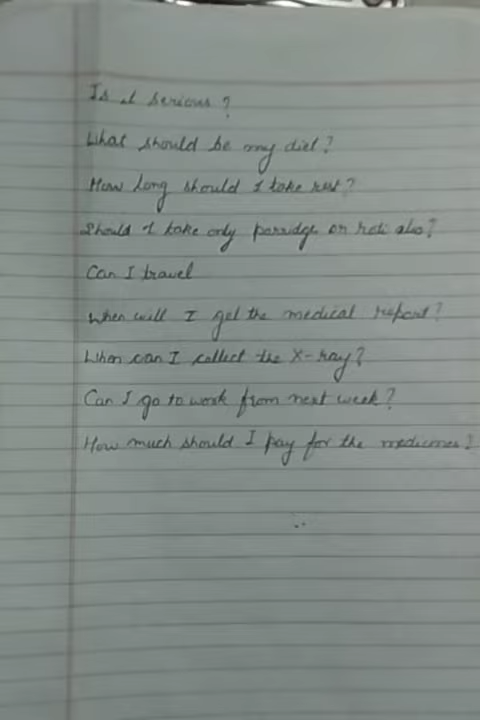 Is it serious?
What should be my diet?
How long should I take rest?
Should I take only porridge or roti also?
Can I travel
When will I get the medical report?
When can I collect the X-ray?
Can I go to work from next week?
How much should I pay for the medicines?